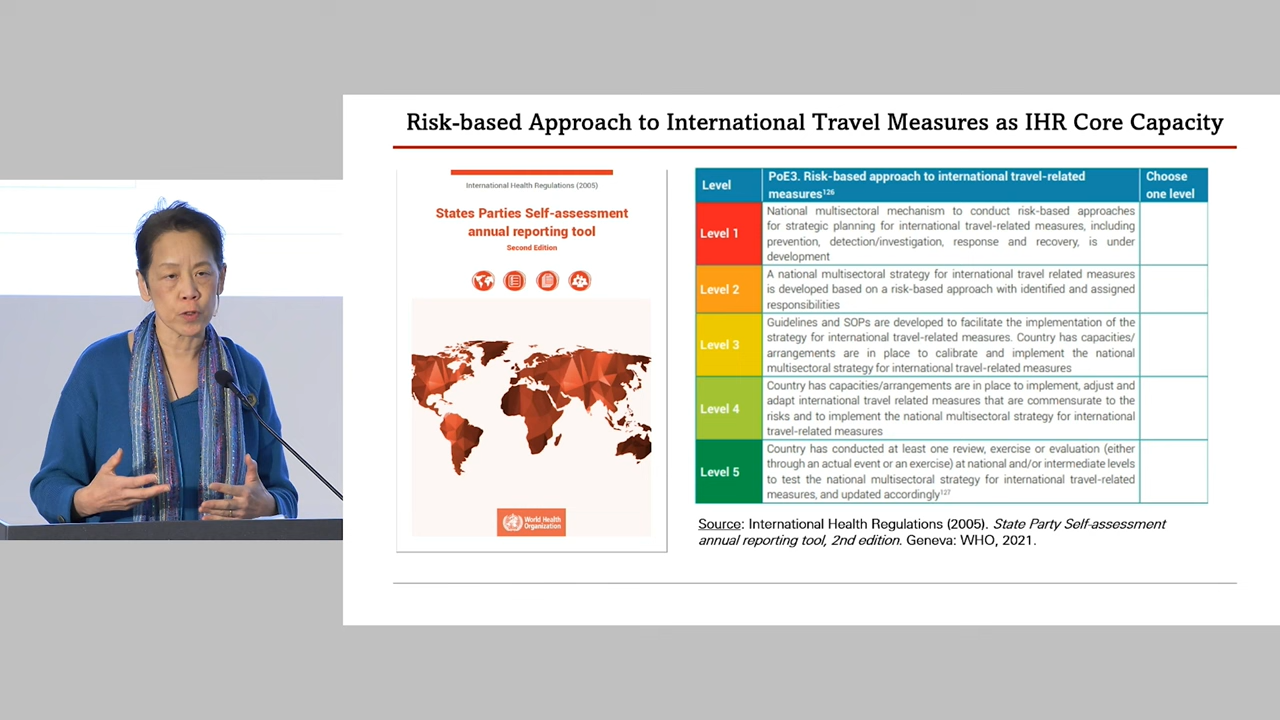 Risk-based Approach to International Travel Measures as IHR Core Capacity
International Health Regulations (2005)
States Parties Self-assessment
annual reporting tool
Second Edition
World Health
Organization
Level
PoE3. Risk-based approach to international travel-related
measures¹²⁶
Choose
one level
Level 1
National multisectoral mechanism to conduct risk-based approaches
for strategic planning for international travel-related measures, including
prevention, detection/investigation, response and recovery, is under
development
Level 2
A national multisectoral strategy for international travel related measures
is developed based on a risk-based approach with identified and assigned
responsibilities
Level 3
Guidelines and SOPs are developed to facilitate the implementation of the
strategy for international travel-related measures. Country has capacities/
arrangements are in place to calibrate and implement the national
multisectoral strategy for international travel-related measures
Level 4
Country has capacities/arrangements are in place to implement, adjust and
adapt international travel related measures that are commensurate to the
risks and to implement the national multisectoral strategy for international
travel-related measures
Level 5
Country has conducted at least one review, exercise or evaluation (either
through an actual event or an exercise) at national and/or intermediate levels
to test the national multisectoral strategy for international travel-related
measures, and updated accordingly¹²⁷
Source: International Health Regulations (2005). State Party Self-assessment
annual reporting tool, 2nd edition. Geneva: WHO, 2021.